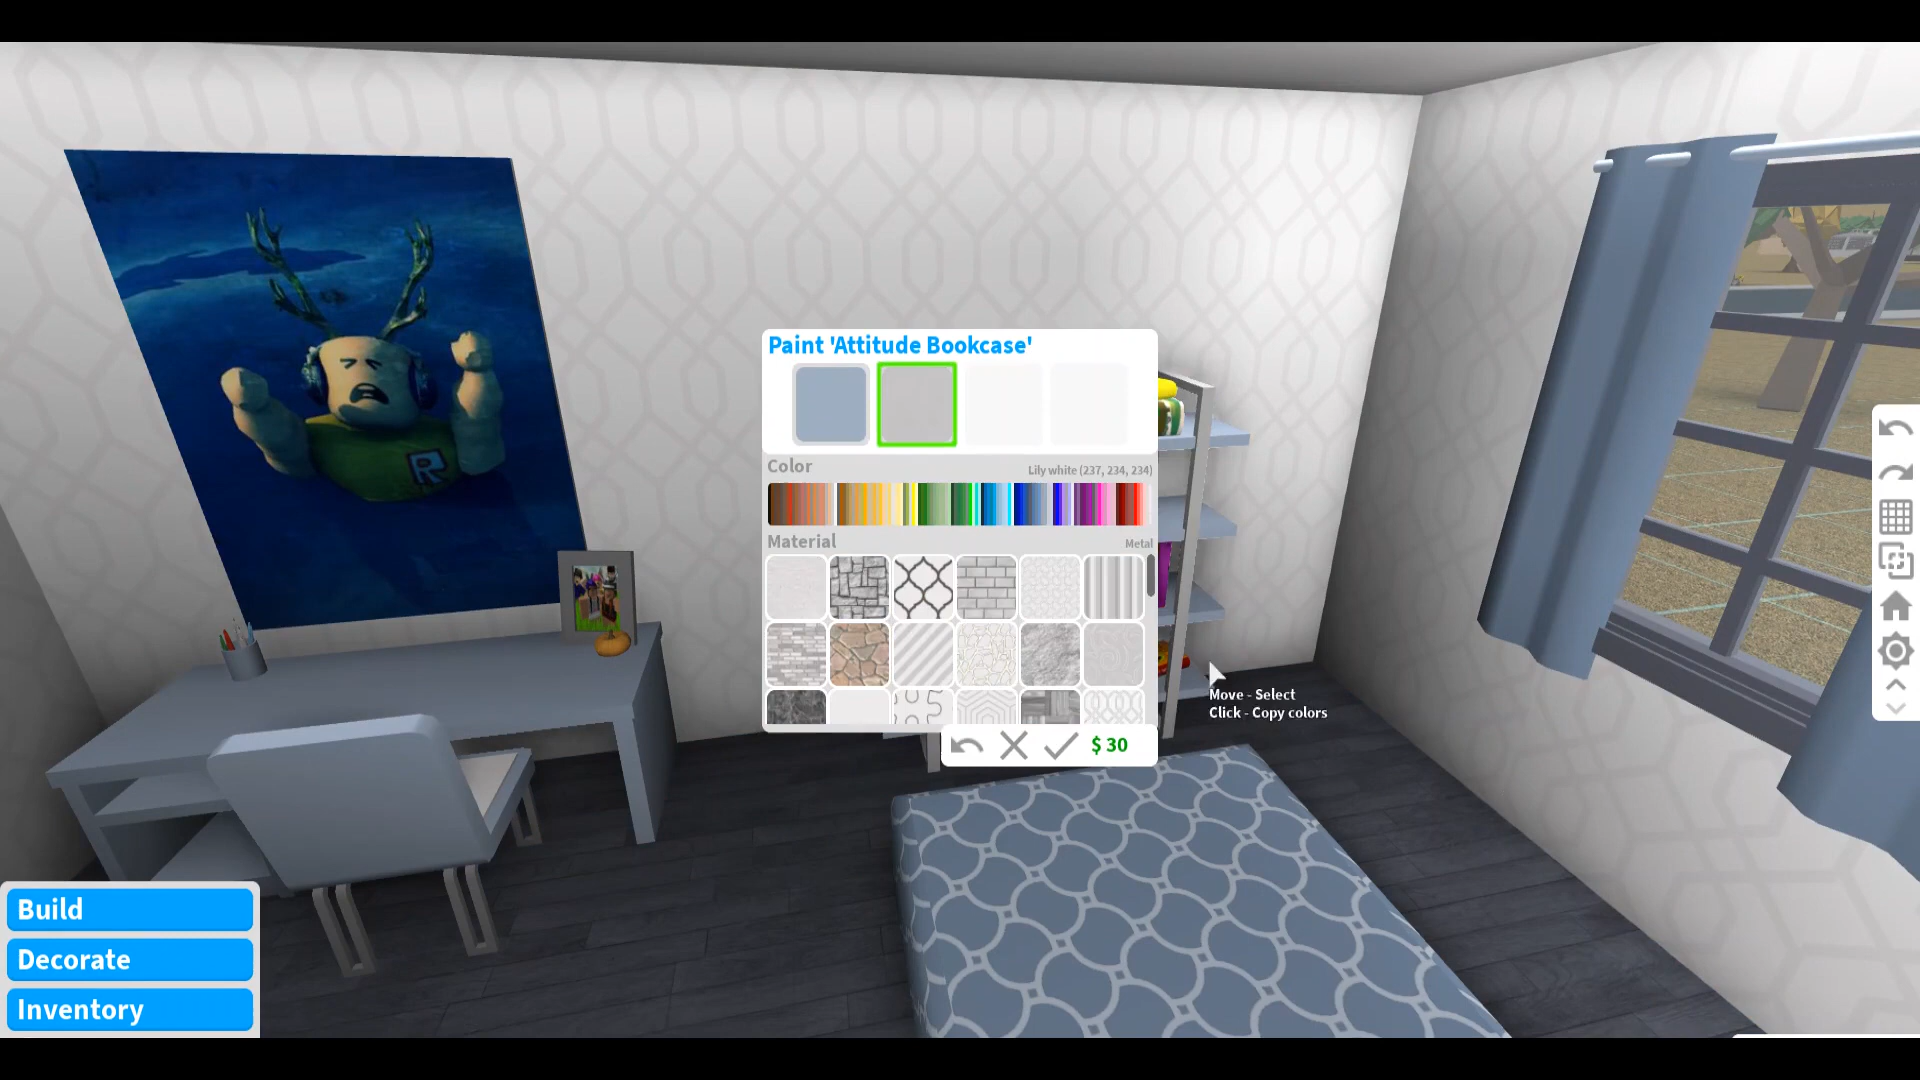 Paint 'Attitude Bookcase'
Color
Lily white (237, 234, 234)
Material
Metal
R
Move - Select
Click - Copy colors
$ 30
Build
Decorate
Inventory